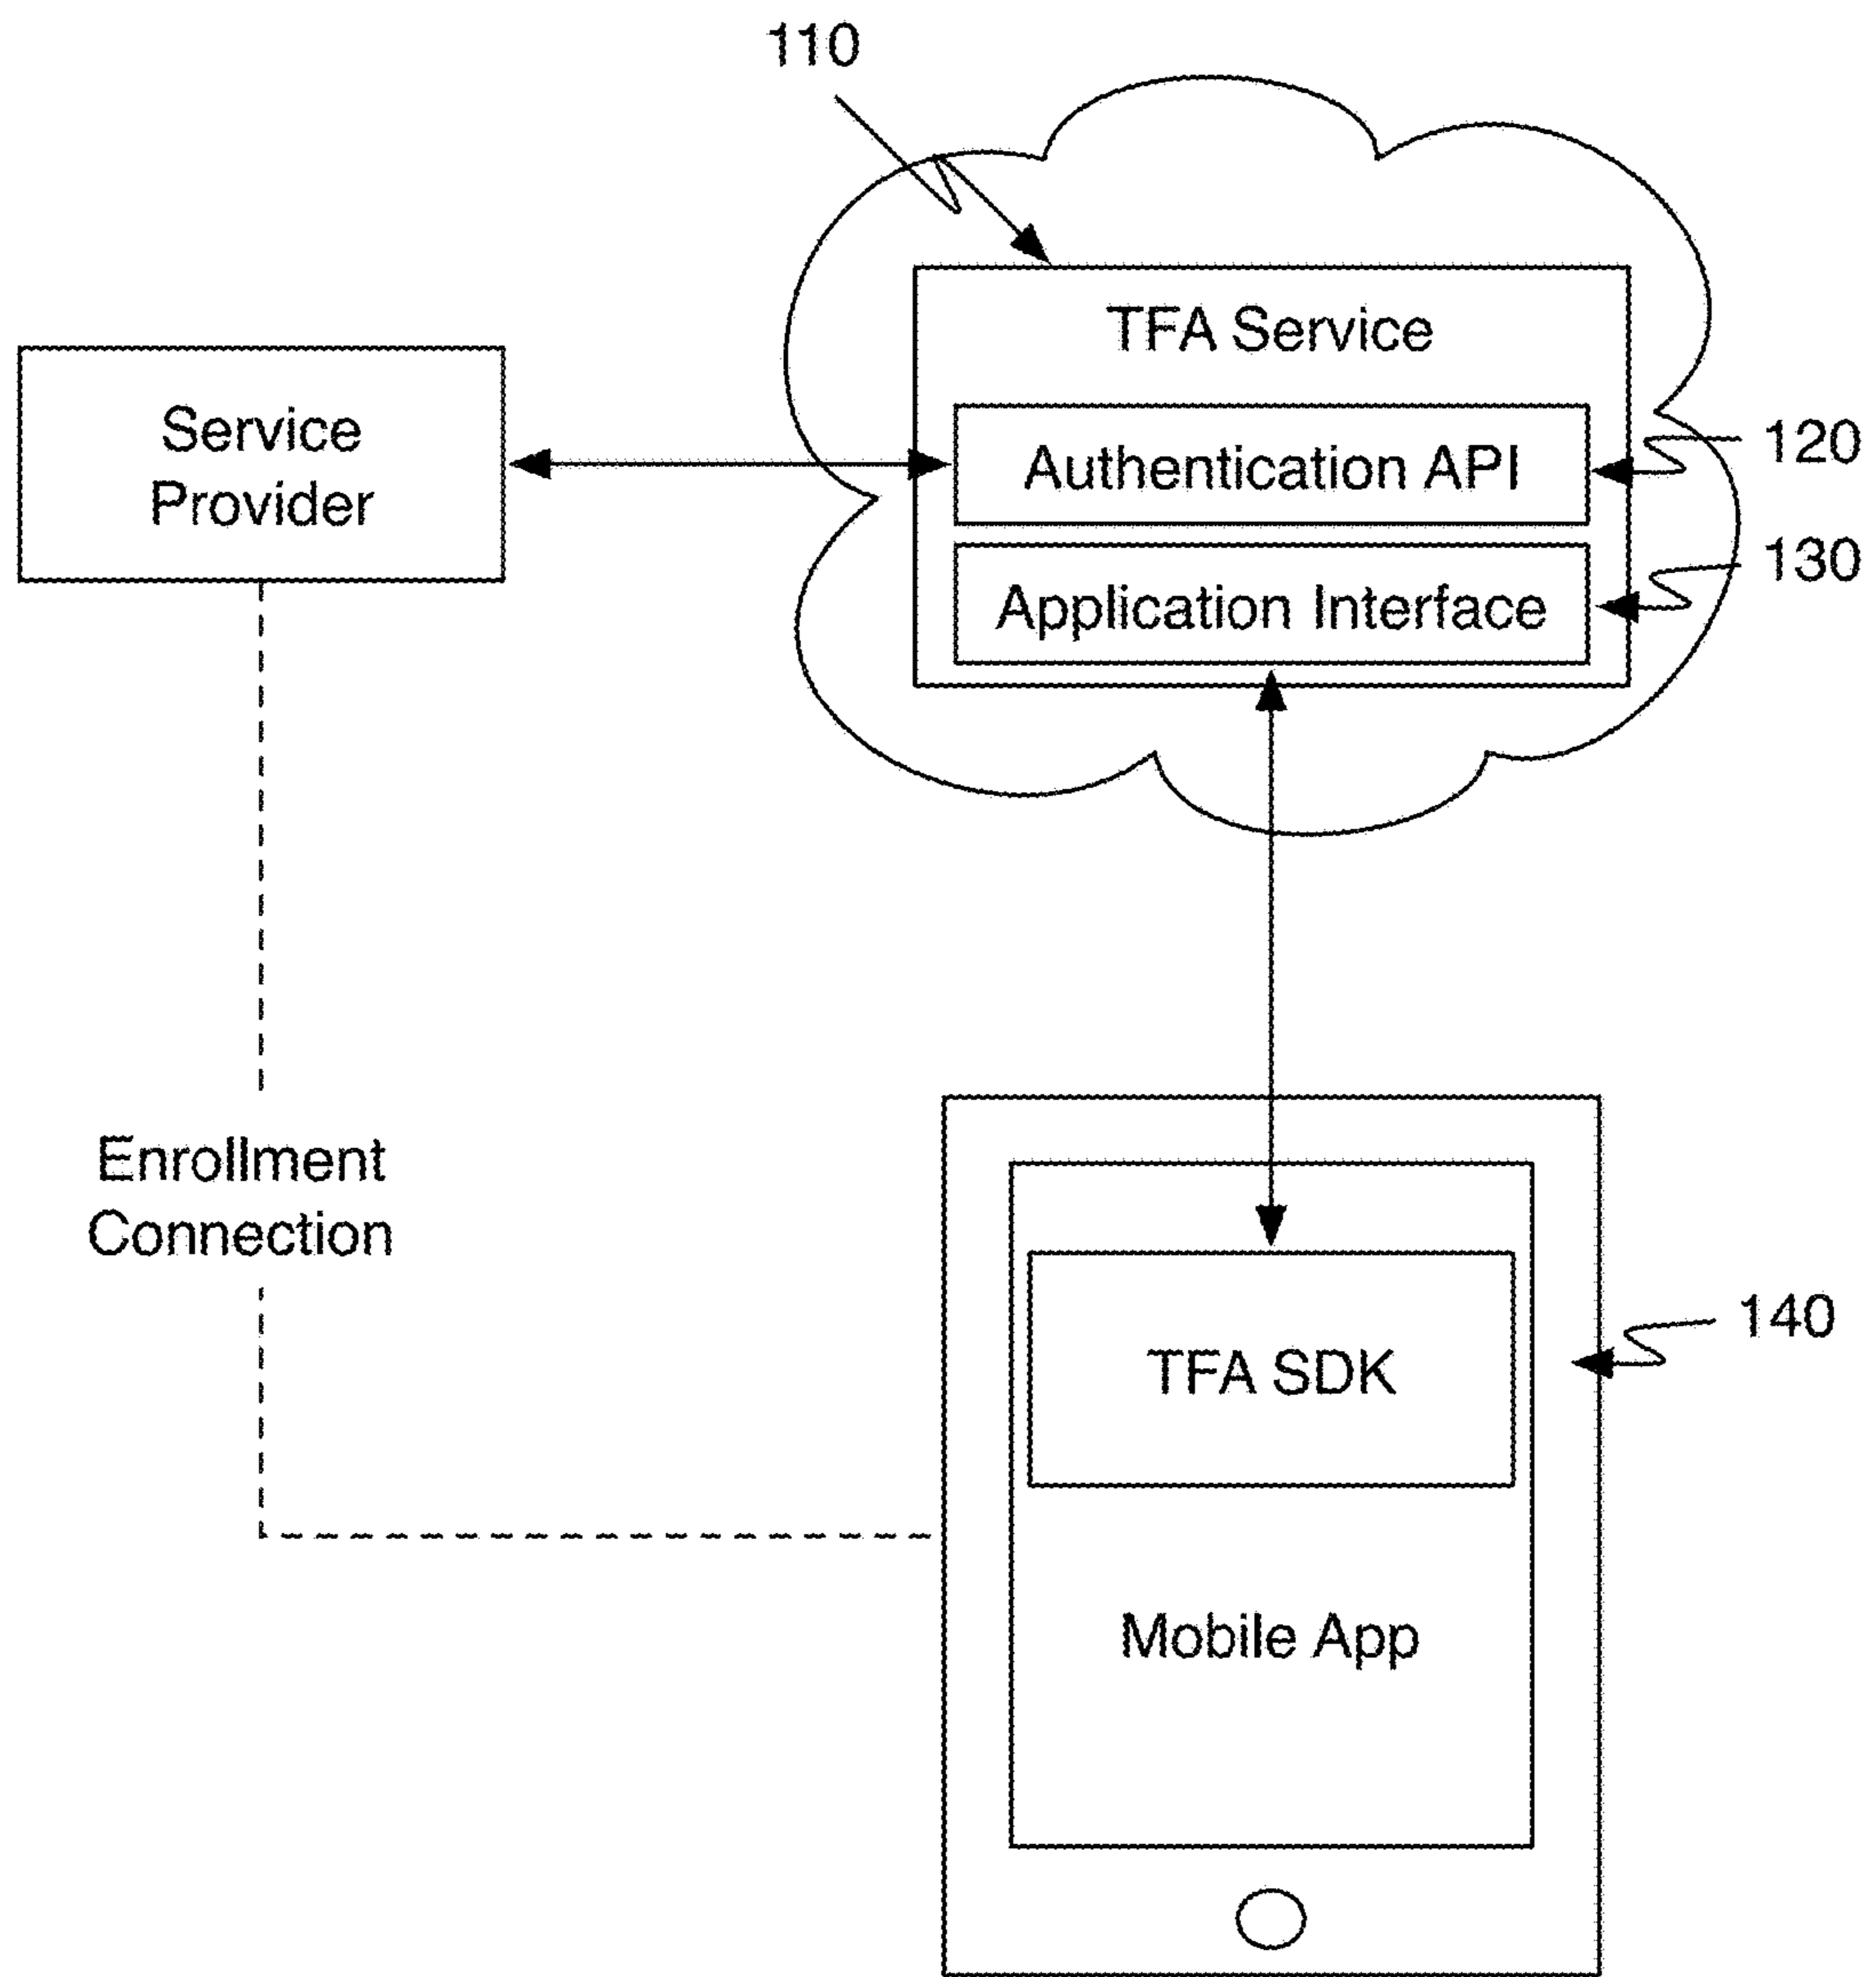 110
TFA Service
Service
Provider
Authentication API
120
Application Interface
130
Enrollment
Connection
TFA SDK
140
Mobile App